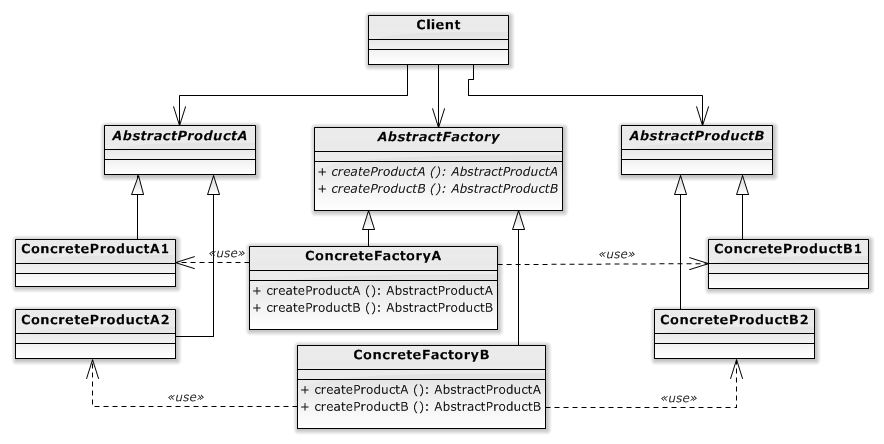 Client
AbstractProductA
AbstractFactory
+ createProductA (): AbstractProductA
+ createProductB (): AbstractProductB
AbstractProductB
ConcreteProductA1
«use»
ConcreteFactoryA
+ createProductA (): AbstractProductA
+ createProductB (): AbstractProductB
«use»
ConcreteProductB1
ConcreteProductA2
ConcreteProductB2
ConcreteFactoryB
+ createProductA (): AbstractProductA
+ createProductB (): AbstractProductB
«use»
«use»